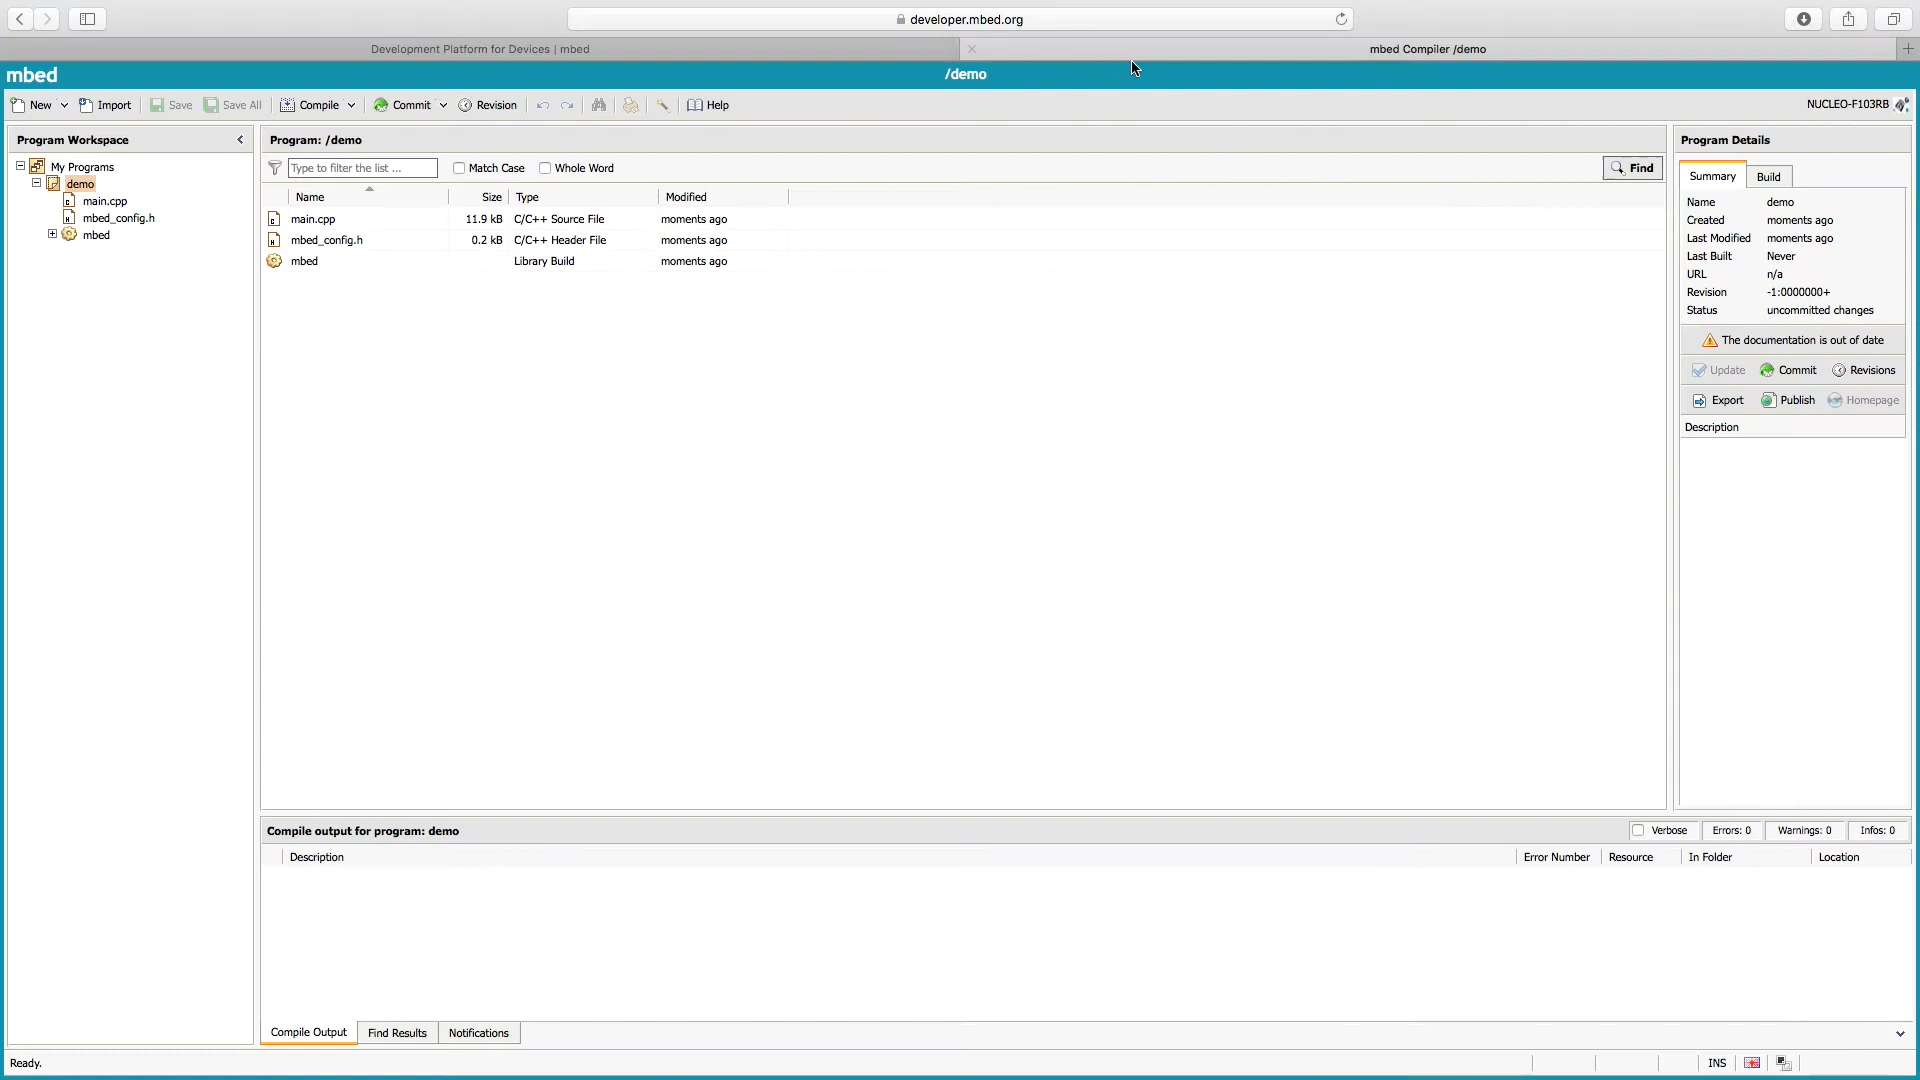 developer.mbed.org
Development Platform for Devices | mbed
mbed Compiler /demo
mbed
/demo
New
Import
Save
Save All
Compile
Commit
Revision
Help
NUCLEO-F103RB
Program Workspace
My Programs
demo
main.cpp
mbed_config.h
mbed
Program: /demo
Type to filter the list ...
Match Case
Whole Word
Find
Name Size Type Modified
main.cpp 11.9 kB C/C++ Source File moments ago
mbed_config.h 0.2 kB C/C++ Header File moments ago
mbed Library Build moments ago
Program Details
Summary Build
Name demo
Created moments ago
Last Modified moments ago
Last Built Never
URL n/a
Revision -1:0000000+
Status uncommitted changes
The documentation is out of date
Update Commit Revisions
Export Publish Homepage
Description
Compile output for program: demo
Verbose Errors: 0 Warnings: 0 Infos: 0
Description Error Number Resource In Folder Location
Compile Output Find Results Notifications
Ready.
INS